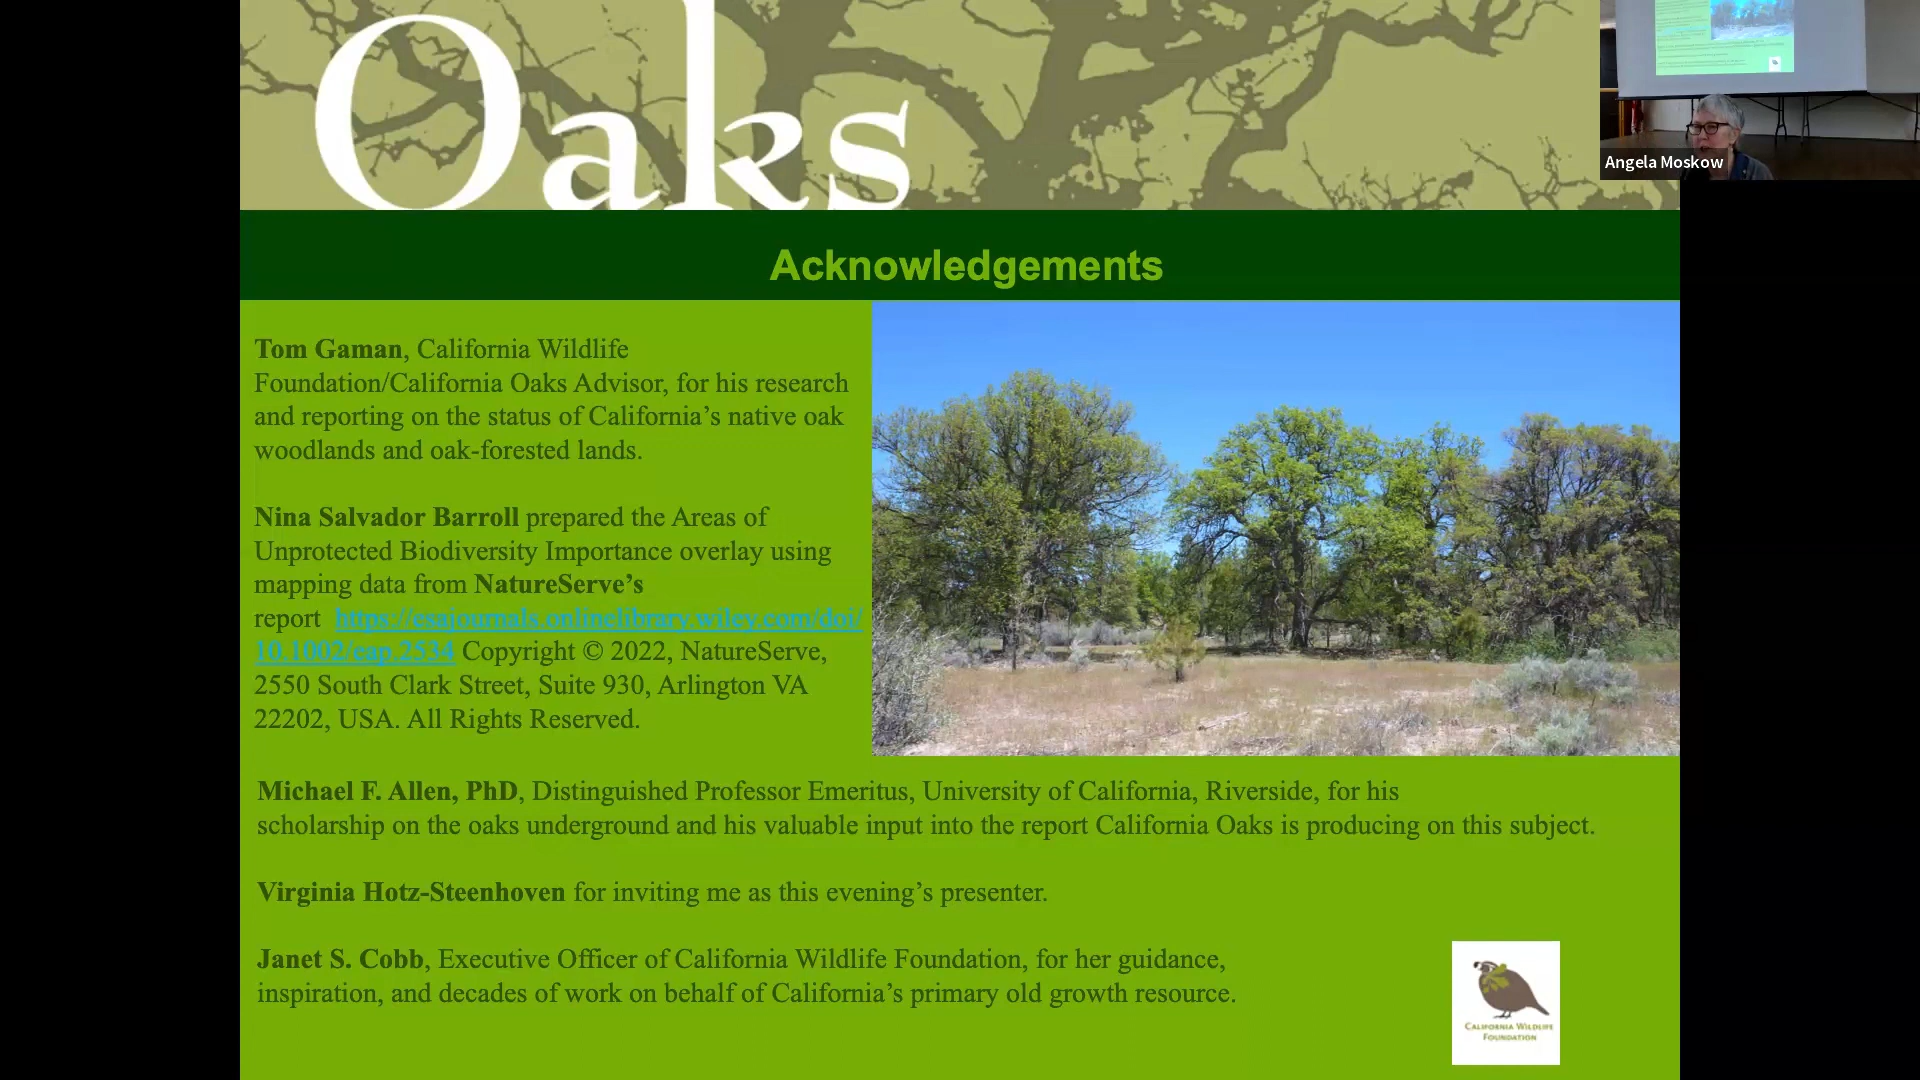 Oaks
Angela Moskow
Acknowledgements
Tom Gaman, California Wildlife
Foundation/California Oaks Advisor, for his research
and reporting on the status of California’s native oak
woodlands and oak-forested lands.
Nina Salvador Barroll prepared the Areas of
Unprotected Biodiversity Importance overlay using
mapping data from NatureServe’s
report https://esajournals.onlinelibrary.wiley.com/doi/
10.1002/eap.2534 Copyright © 2022, NatureServe,
2550 South Clark Street, Suite 930, Arlington VA
22202, USA. All Rights Reserved.
Michael F. Allen, PhD, Distinguished Professor Emeritus, University of California, Riverside, for his
scholarship on the oaks underground and his valuable input into the report California Oaks is producing on this subject.
Virginia Hotz-Steenhoven for inviting me as this evening’s presenter.
Janet S. Cobb, Executive Officer of California Wildlife Foundation, for her guidance,
inspiration, and decades of work on behalf of California’s primary old growth resource.
CALIFORNIA WILDLIFE
FOUNDATION